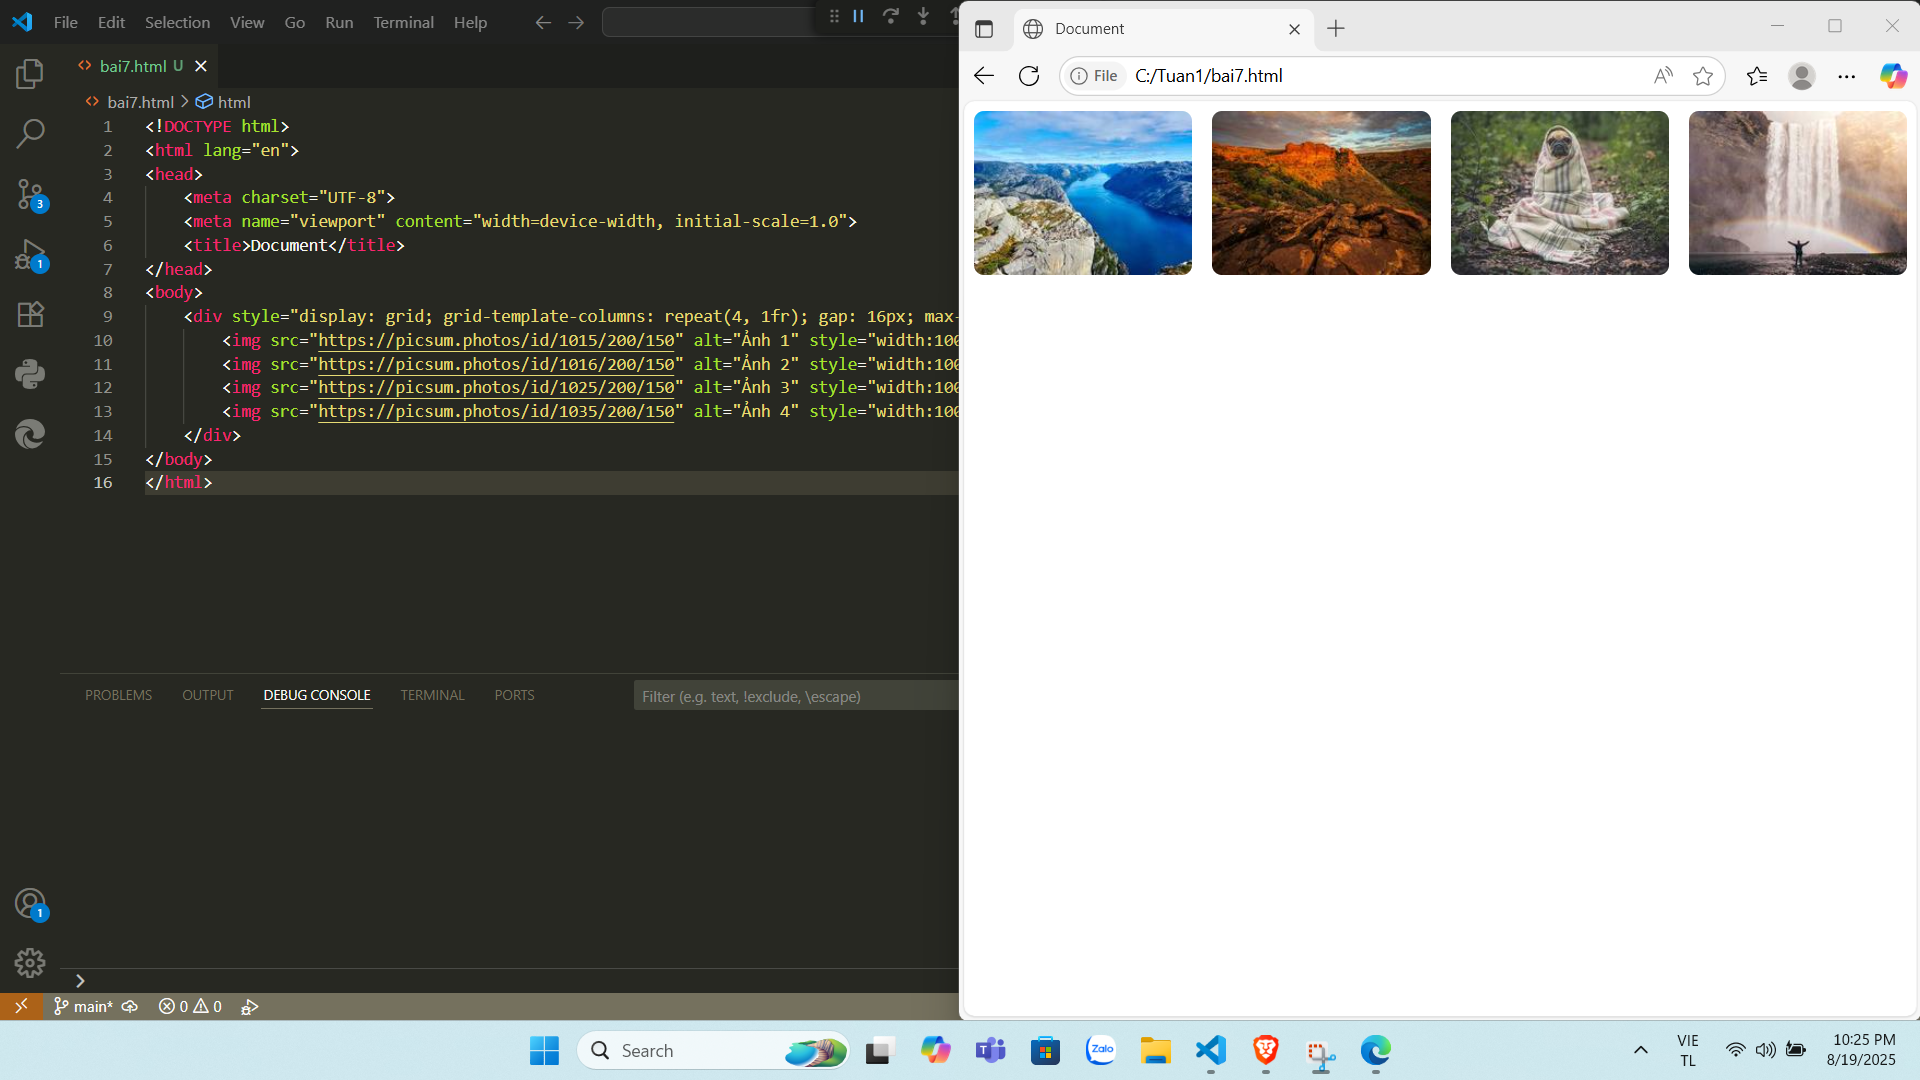 File Edit Selection View Go Run Terminal Help
bai7.html U
bai7.html > html
1 <!DOCTYPE html>
2 <html lang="en">
3 <head>
4 <meta charset="UTF-8">
5 <meta name="viewport" content="width=device-width, initial-scale=1.0">
6 <title>Document</title>
7 </head>
8 <body>
9 <div style="display: grid; grid-template-columns: repeat(4, 1fr); gap: 16px; max-
10 <img src="https://picsum.photos/id/1015/200/150" alt="Ảnh 1" style="width:100
11 <img src="https://picsum.photos/id/1016/200/150" alt="Ảnh 2" style="width:100
12 <img src="https://picsum.photos/id/1025/200/150" alt="Ảnh 3" style="width:100
13 <img src="https://picsum.photos/id/1035/200/150" alt="Ảnh 4" style="width:100
14 </div>
15 </body>
16 </html>
3
1
1
PROBLEMS OUTPUT DEBUG CONSOLE TERMINAL PORTS
Filter (e.g. text, !exclude, \escape)
main* 0 0
Document
File C:/Tuan1/bai7.html
Search
Zalo
VIE
TL
10:25 PM
8/19/2025